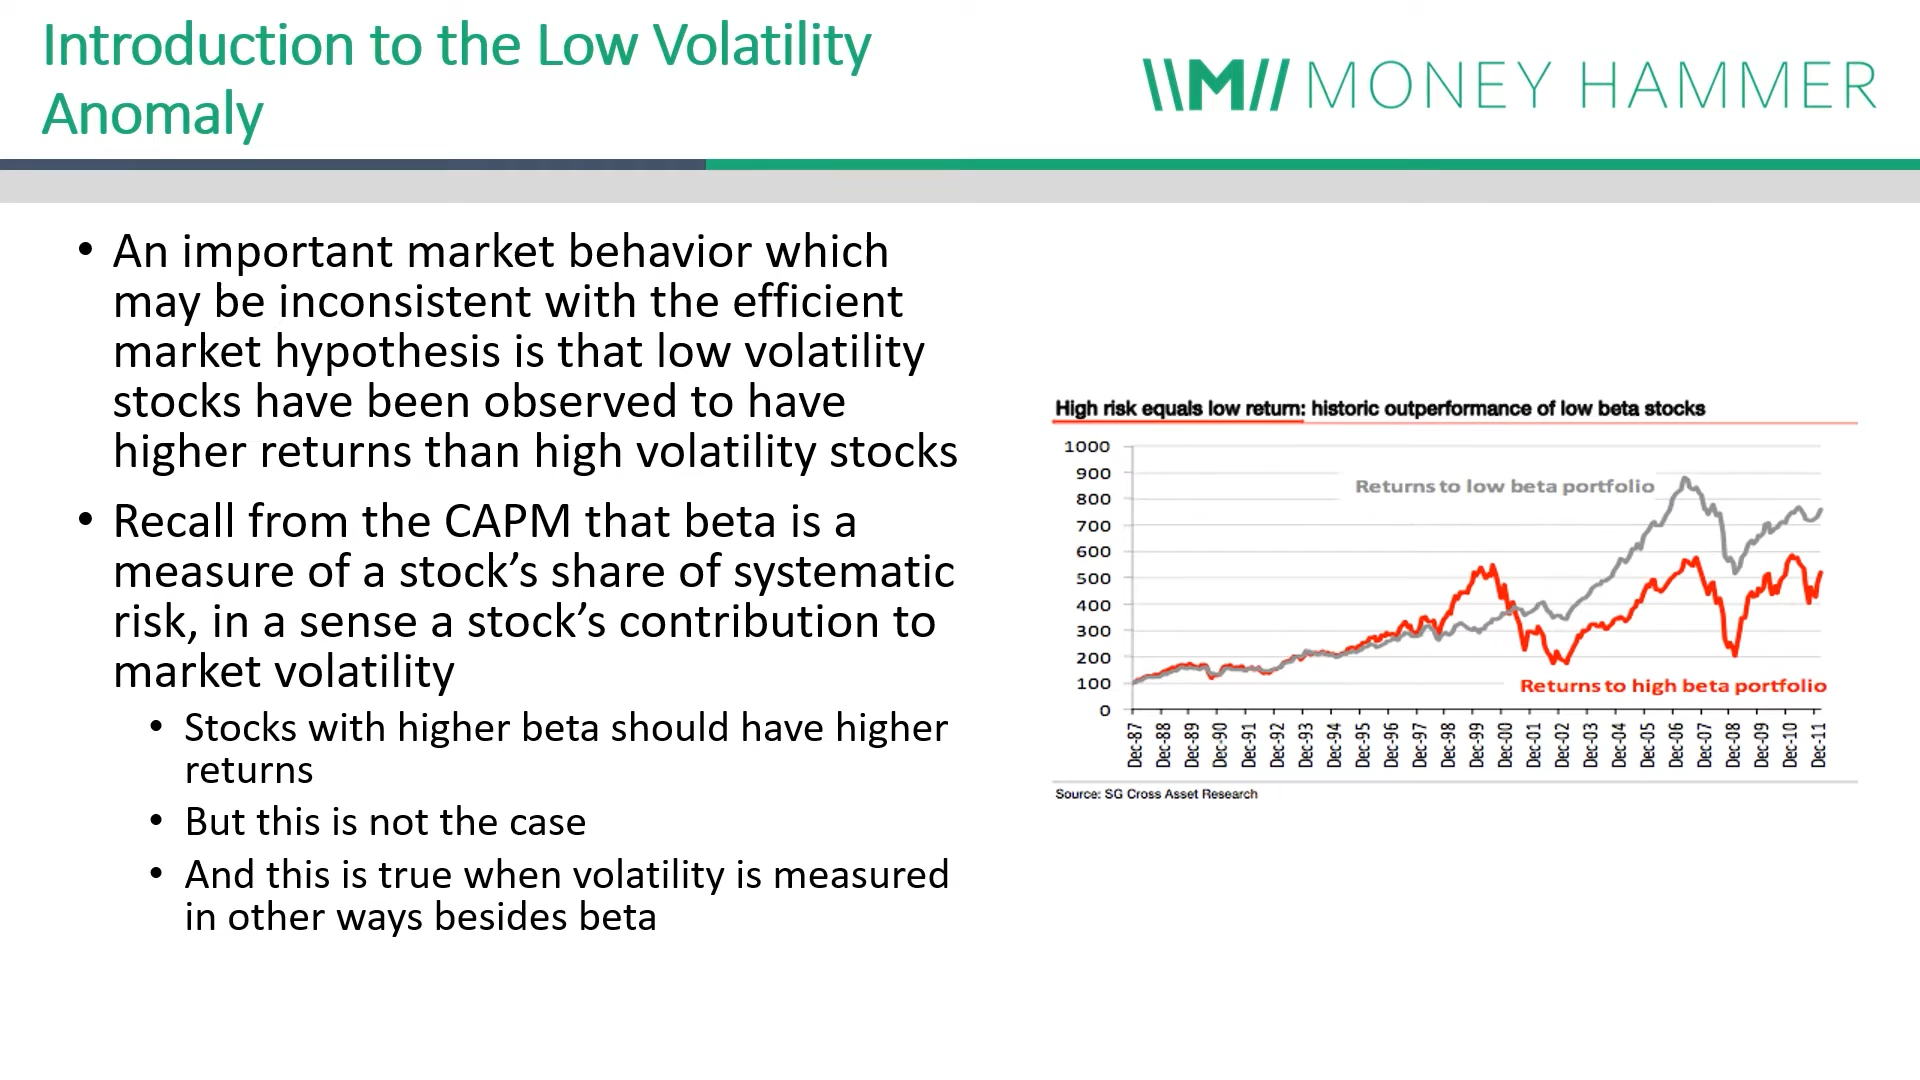 Introduction to the Low Volatility
Anomaly
\\M// MONEY HAMMER
• An important market behavior which
may be inconsistent with the efficient
market hypothesis is that low volatility
stocks have been observed to have
higher returns than high volatility stocks
• Recall from the CAPM that beta is a
measure of a stock’s share of systematic
risk, in a sense a stock’s contribution to
market volatility
• Stocks with higher beta should have higher
returns
• But this is not the case
• And this is true when volatility is measured
in other ways besides beta
High risk equals low return: historic outperformance of low beta stocks
1000
900
800
700
600
500
400
300
200
100
0
Returns to low beta portfolio
Returns to high beta portfolio
Dec-87
Dec-88
Dec-89
Dec-90
Dec-91
Dec-92
Dec-93
Dec-94
Dec-95
Dec-96
Dec-97
Dec-98
Dec-99
Dec-00
Dec-01
Dec-02
Dec-03
Dec-04
Dec-05
Dec-06
Dec-07
Dec-08
Dec-09
Dec-10
Dec-11
Source: SG Cross Asset Research